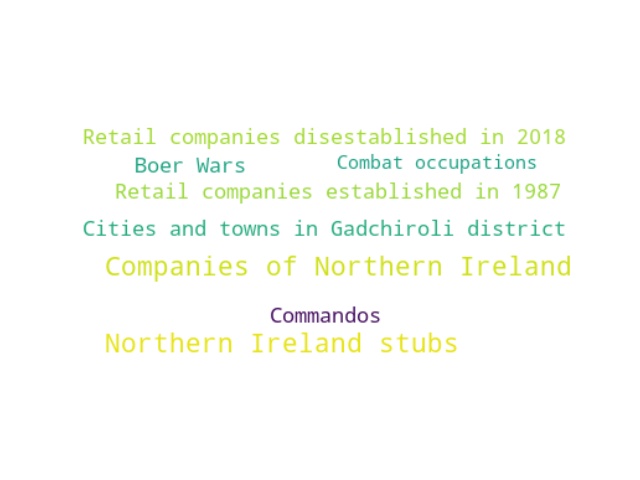 Retail companies disestablished in 2018
Boer Wars
Combat occupations
Retail companies established in 1987
Cities and towns in Gadchiroli district
Companies of Northern Ireland
Commandos
Northern Ireland stubs